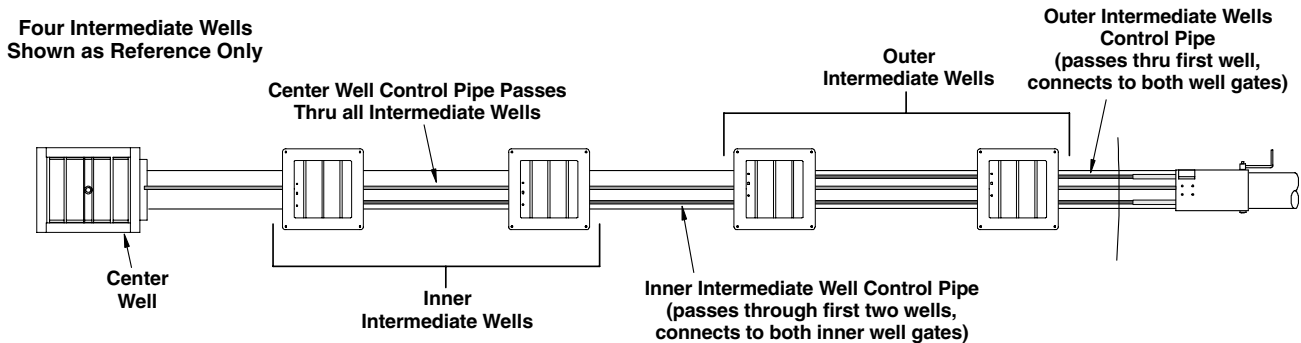 Four Intermediate Wells
Shown as Reference Only
Center Well Control Pipe Passes
Thru all Intermediate Wells
Outer
Intermediate Wells
Outer Intermediate Wells
Control Pipe
(passes thru first well,
connects to both well gates)
Center
Well
Inner
Intermediate Wells
Inner Intermediate Well Control Pipe
(passes through first two wells,
connects to both inner well gates)